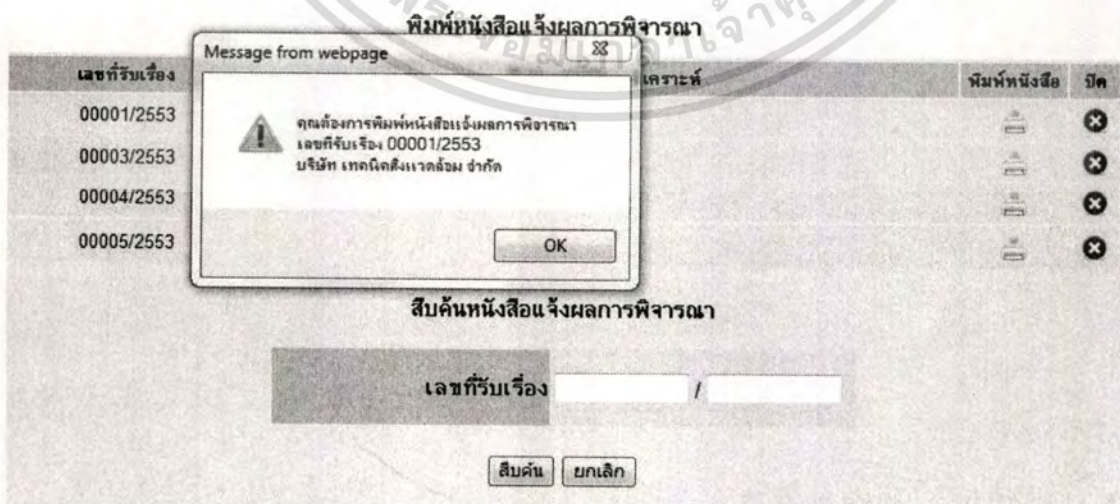 พิมพ์หนังสือแจ้งผลการพิจารณา
Message from webpage
เลขที่รับเรื่อง
เคราะห์
พิมพ์หนังสือ
ปิด
00001/2553
00003/2553
00004/2553
00005/2553
คุณต้องการพิมพ์หนังสือแจ้งผลการพิจารณา
เลขที่รับเรื่อง 00001/2553
บริษัท เทคนิคสิ่งแวดล้อม จำกัด
OK
สืบค้นหนังสือแจ้งผลการพิจารณา
เลขที่รับเรื่อง /
สืบค้น ยกเลิก